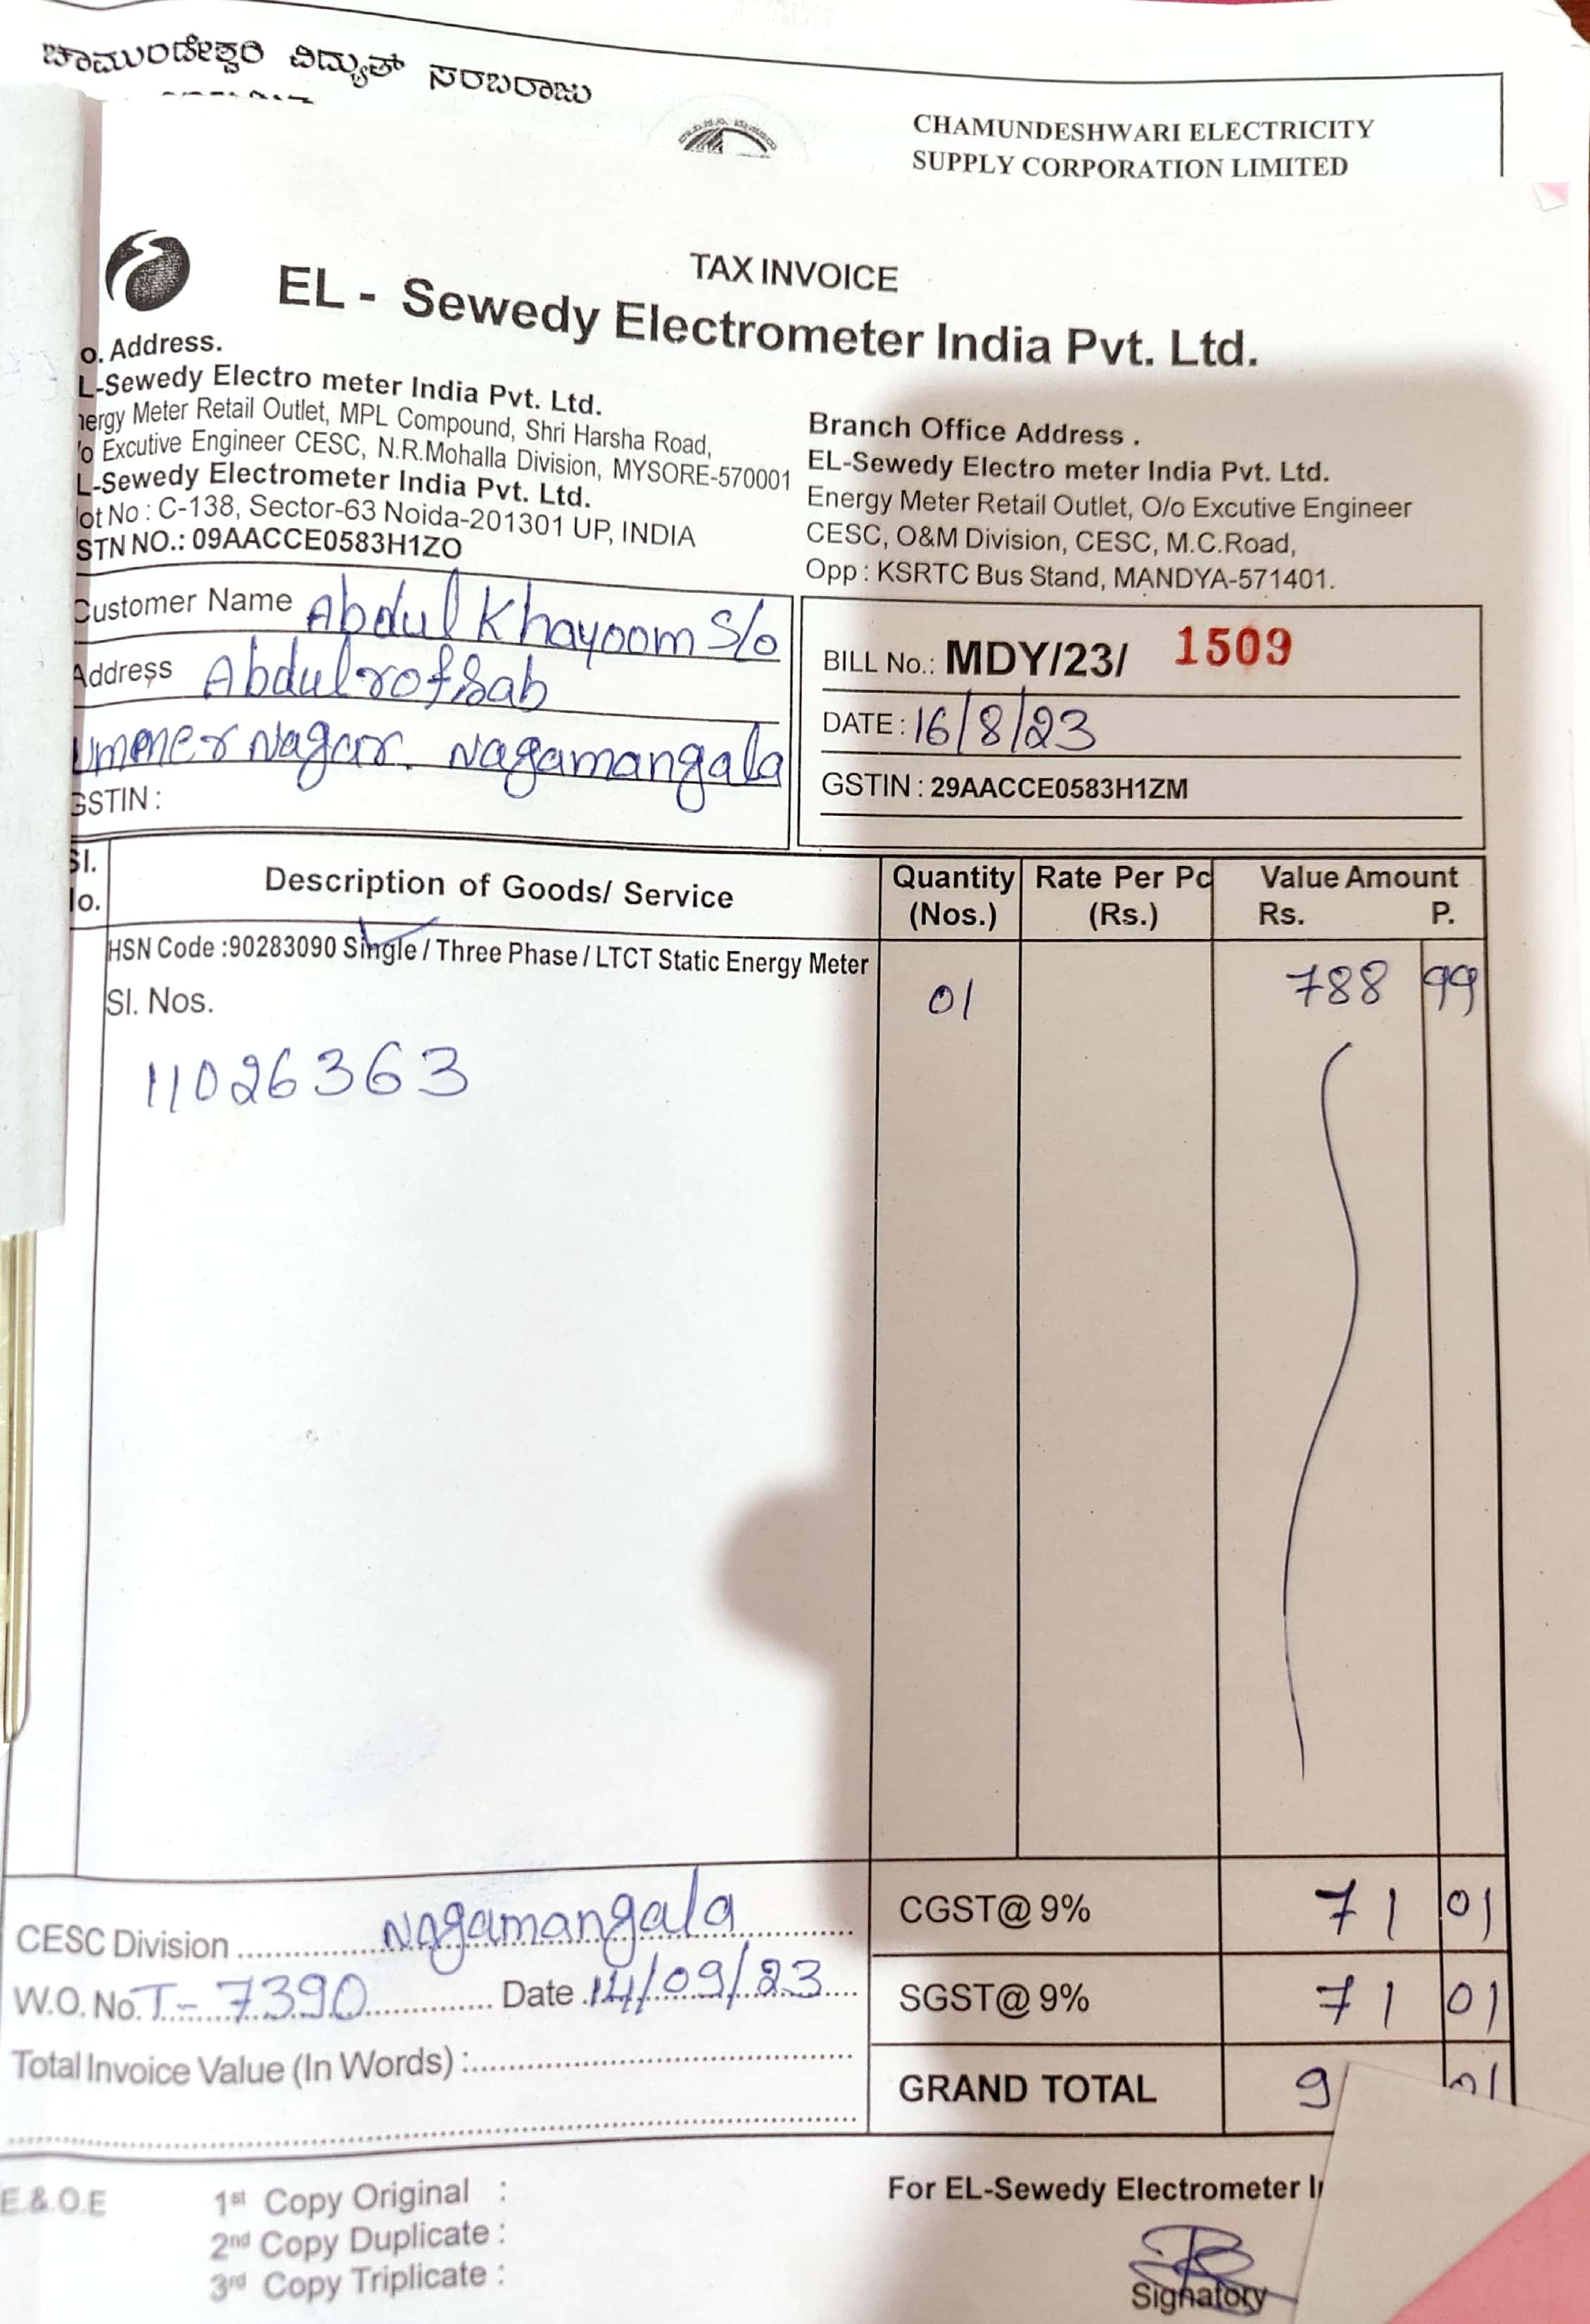 ಚಾಮುಂಡೇಶ್ವರಿ ವಿದ್ಯುತ್ ಸರಬರಾಜು
CHAMUNDESHWARI ELECTRICITY
SUPPLY CORPORATION LIMITED
TAX INVOICE
EL - Sewedy Electrometer India Pvt. Ltd.
o. Address.
L-Sewedy Electro meter India Pvt. Ltd.
nergy Meter Retail Outlet, MPL Compound, Shri Harsha Road,
/o Excutive Engineer CESC, N.R.Mohalla Division, MYSORE-570001
L-Sewedy Electrometer India Pvt. Ltd.
ot No : C-138, Sector-63 Noida-201301 UP, INDIA
STN NO.: 09AACCE0583H1ZO
Branch Office Address .
EL-Sewedy Electro meter India Pvt. Ltd.
Energy Meter Retail Outlet, O/o Excutive Engineer
CESC, O&M Division, CESC, M.C.Road,
Opp : KSRTC Bus Stand, MANDYA-571401.
Customer Name Abdul Khayoom S/o
Address Abdulrofsab
ummer Nagar. Nagamangala
GSTIN :
BILL No.: MDY/23/ 1509
DATE : 16/8/23
GSTIN : 29AACCE0583H1ZM
Sl. No. Description of Goods/ Service Quantity (Nos.) Rate Per Pc (Rs.) Value Amount Rs. P.
HSN Code :90283090 Single / Three Phase / LTCT Static Energy Meter 01 788 99
Sl. Nos.
11026363
CESC Division Nagamangala
W.O. No. T- 7390 Date 14/09/23
Total Invoice Value (In Words) :
CGST@ 9% 71 01
SGST@ 9% 71 01
GRAND TOTAL 9 01
E.&.O.E
1st Copy Original :
2nd Copy Duplicate :
3rd Copy Triplicate :
For EL-Sewedy Electrometer I
Signatory